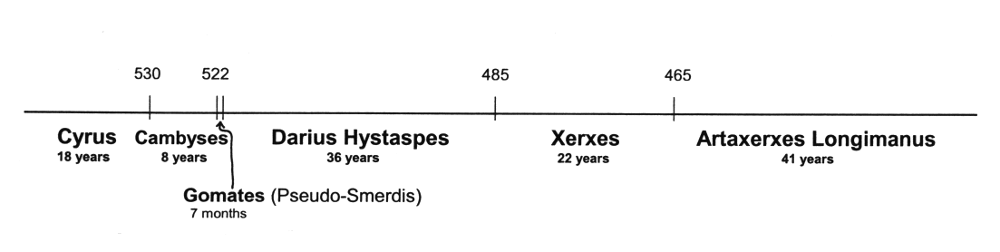 530 522 485 465
Cyrus Cambyses Darius Hystaspes Xerxes Artaxerxes Longimanus
18 years 8 years 36 years 22 years 41 years
Gomates (Pseudo-Smerdis)
7 months